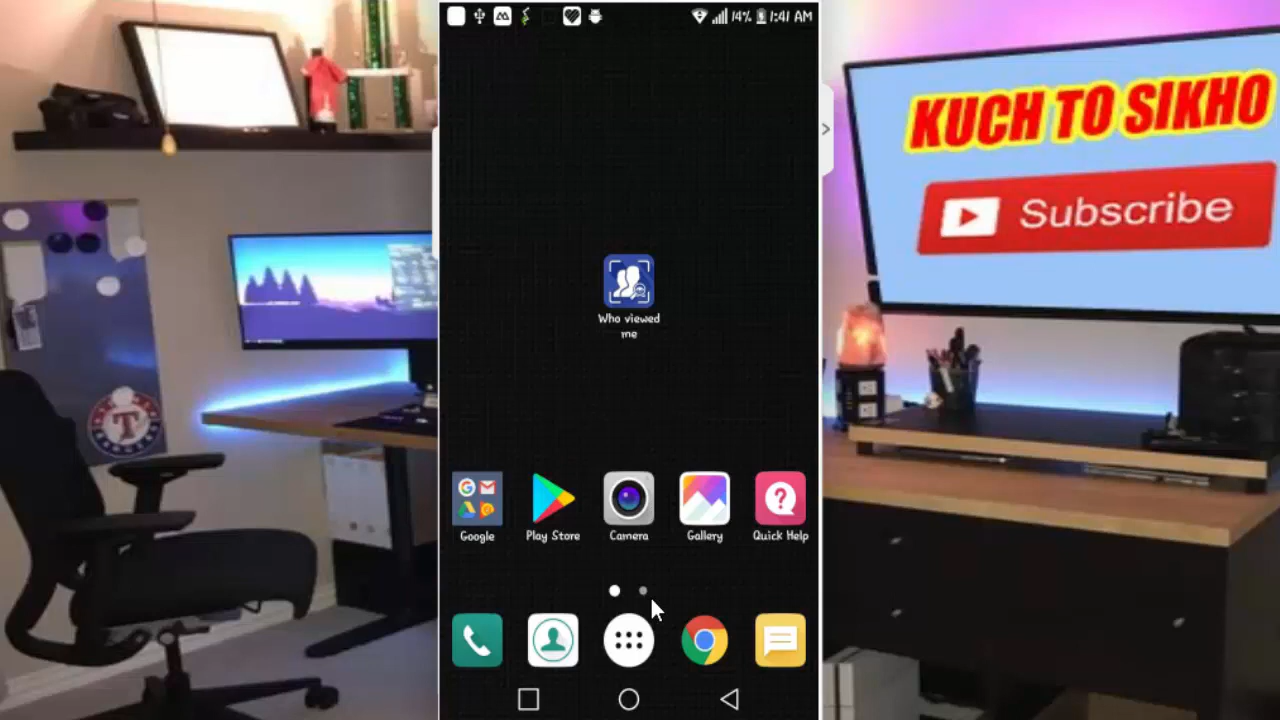 14% 1:41 AM
KUCH TO SIKHO
Subscribe
Who viewed
me
Google
Play Store
Camera
Gallery
Quick Help
T